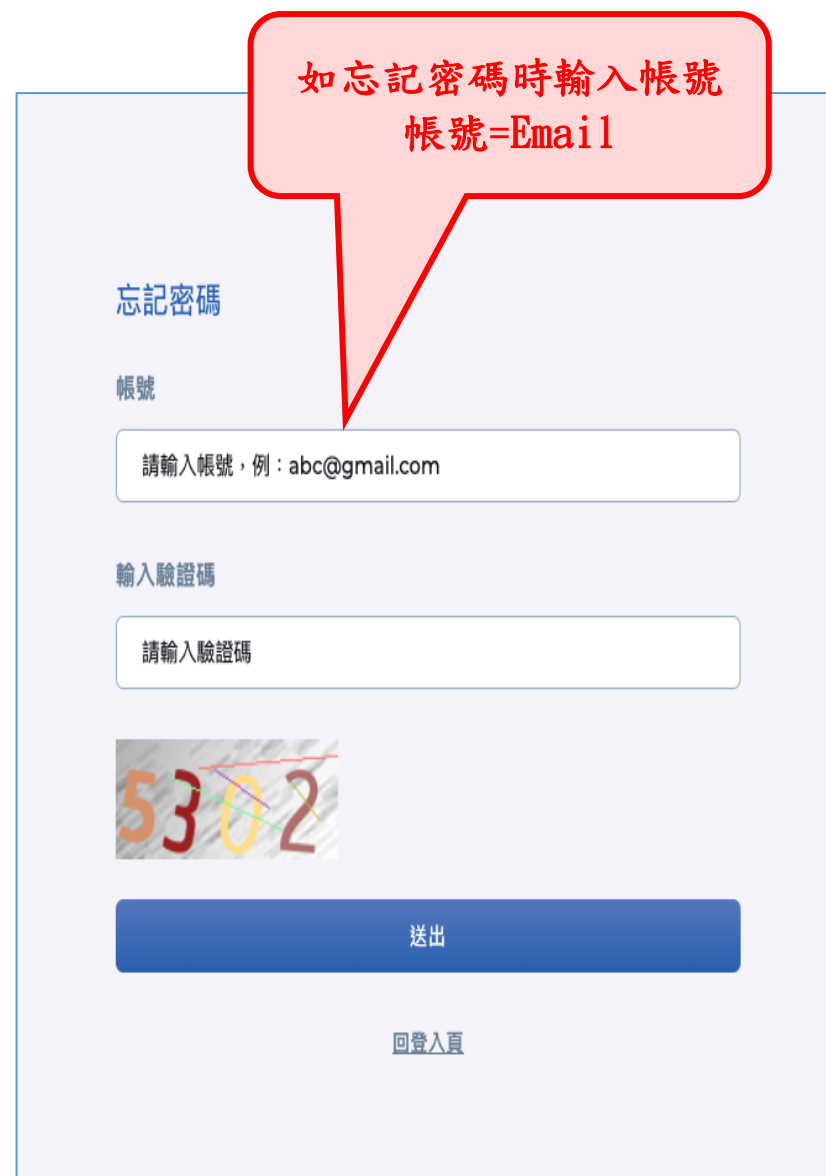 如忘記密碼時輸入帳號
帳號=Email
忘記密碼
帳號
請輸入帳號，例：abc@gmail.com
輸入驗證碼
請輸入驗證碼
5302
送出
回登入頁